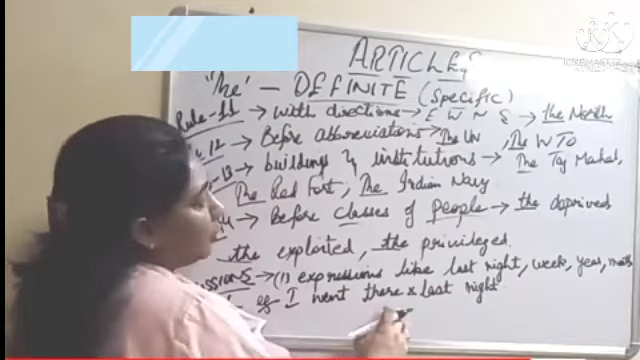 ARTICLES
"The" - DEFINITE (Specific)
Rule-11 → with directions → E W N S → the North
12 → Before abbreviations → The UN, The WTO
-13 → buildings & institutions → The Taj Mahal,
The Red Fort, The Indian Navy
→ Before classes of people → the deprived
the exploited, the privileged.
ISSIONS → (1) expressions like last night, week, year, month
eg I went there x last night
KINEMASTER